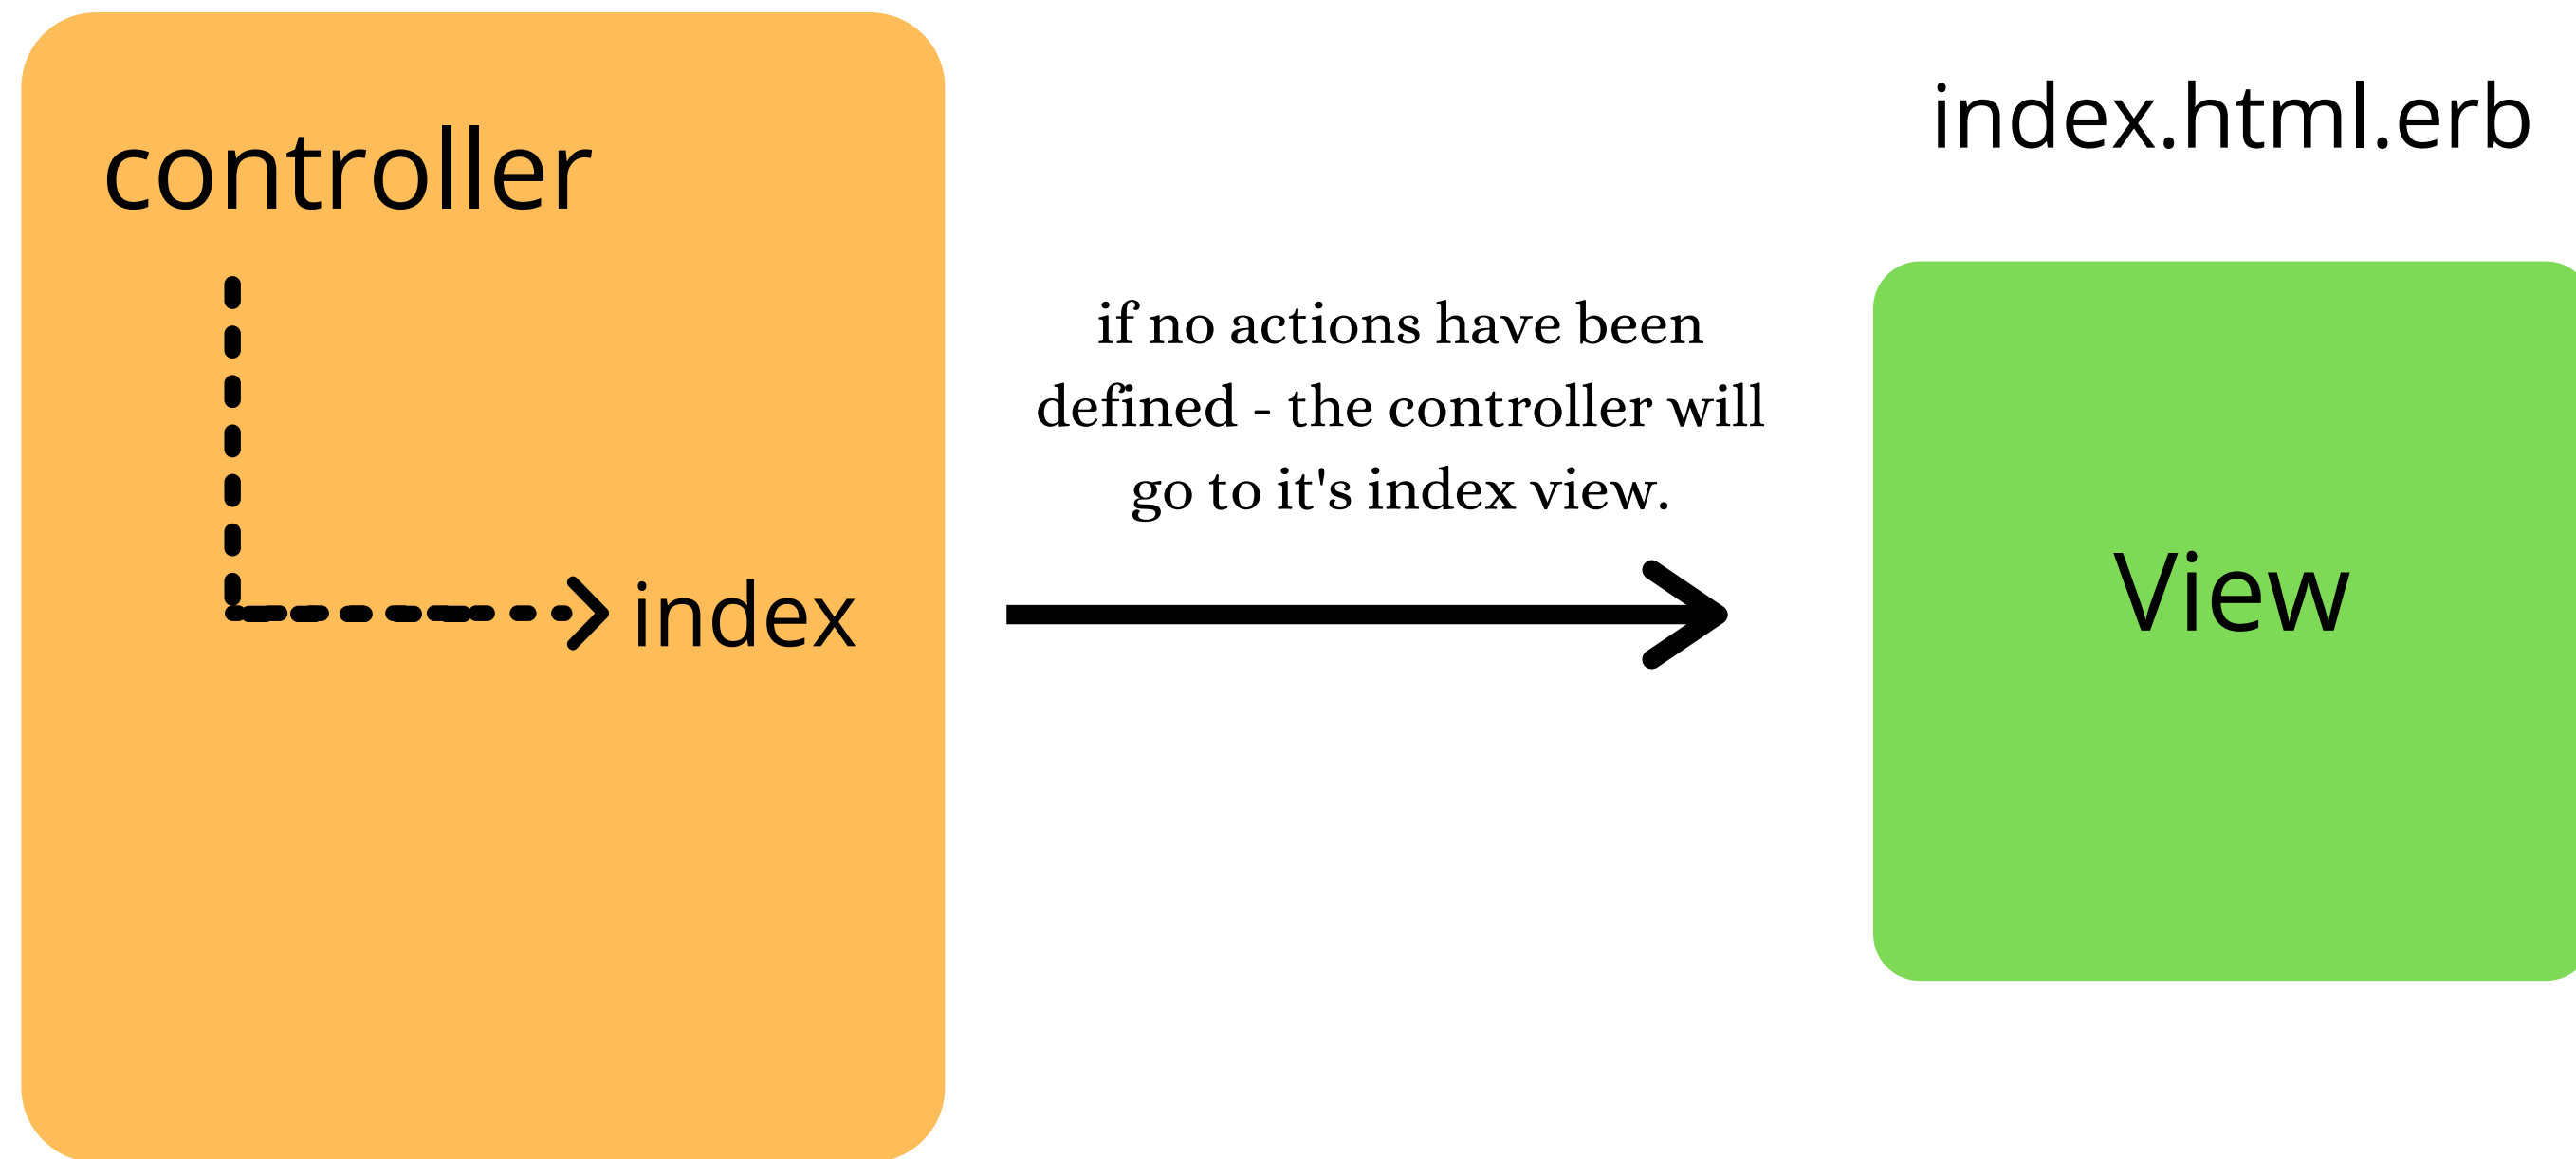 controller
index
if no actions have been
defined - the controller will
go to it's index view.
index.html.erb
View